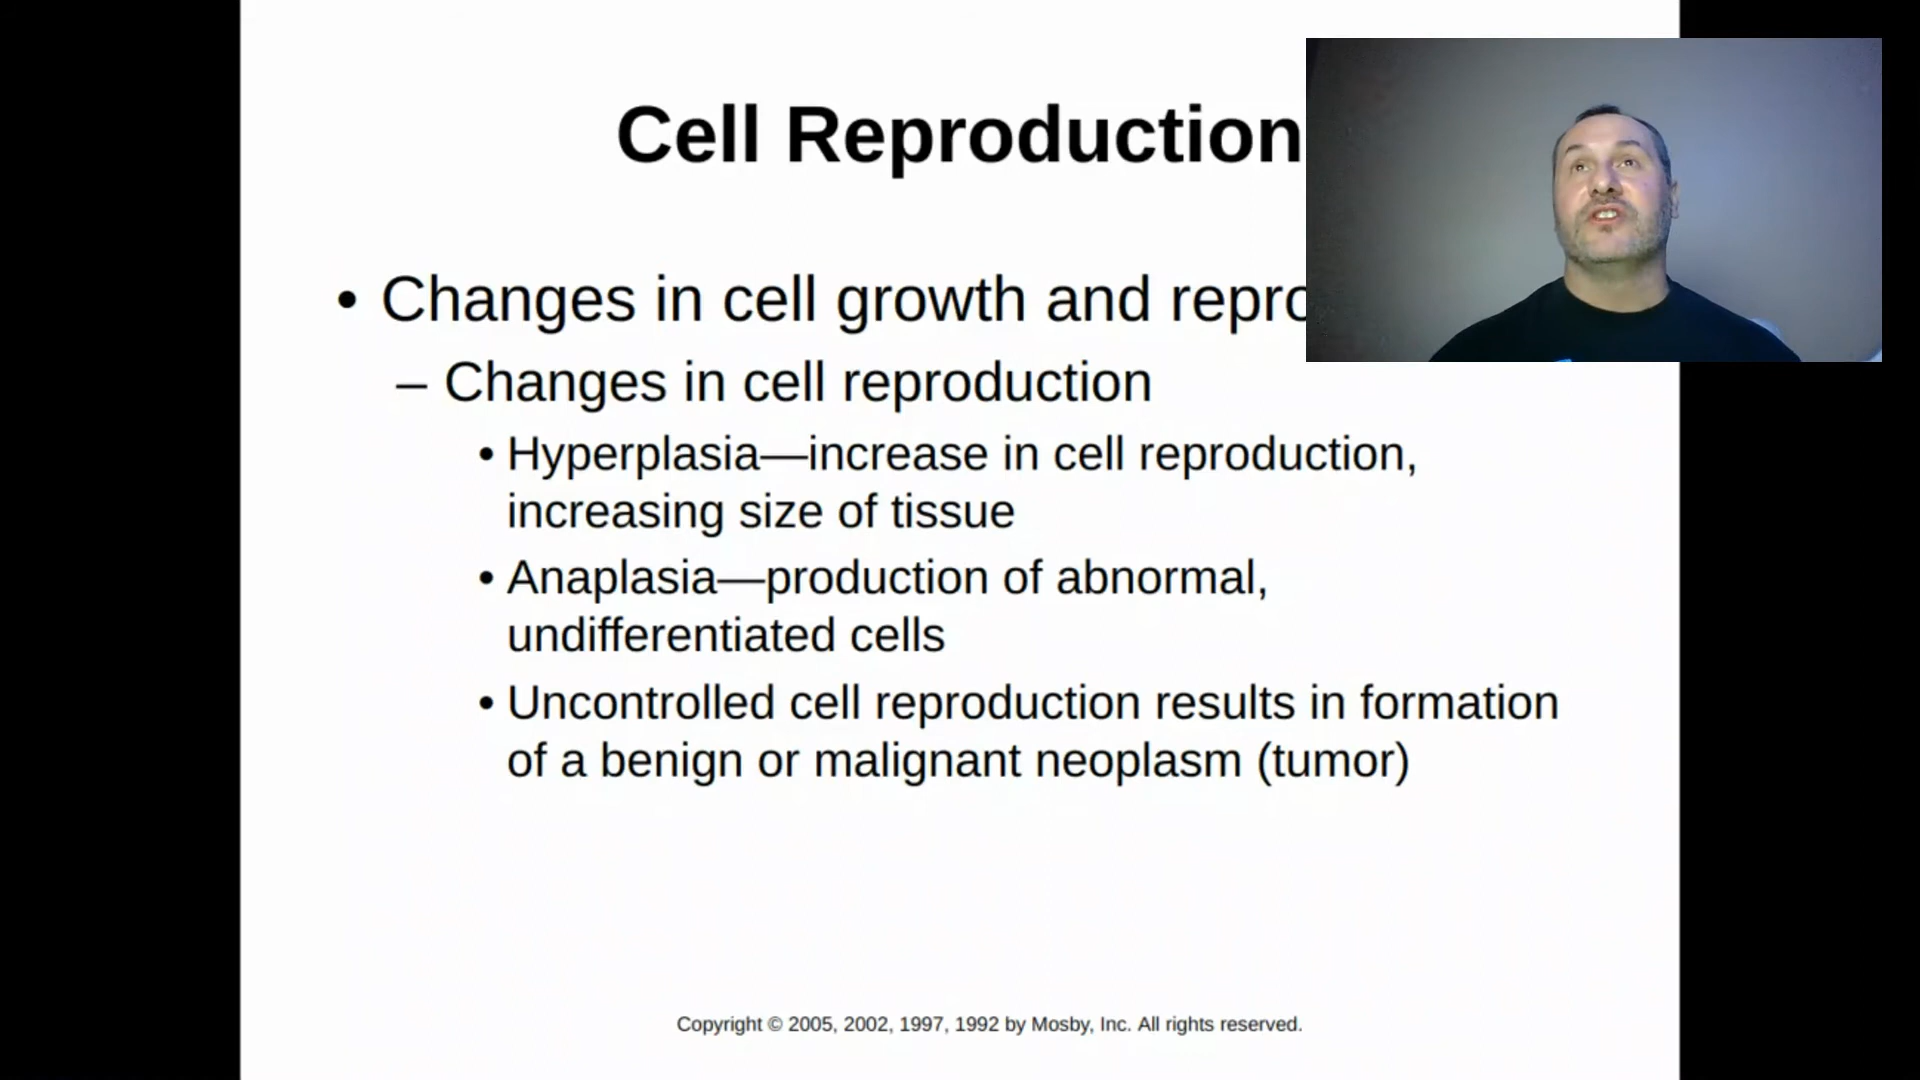 Cell Reproduction
• Changes in cell growth and repro
– Changes in cell reproduction
• Hyperplasia—increase in cell reproduction,
increasing size of tissue
• Anaplasia—production of abnormal,
undifferentiated cells
• Uncontrolled cell reproduction results in formation
of a benign or malignant neoplasm (tumor)
Copyright © 2005, 2002, 1997, 1992 by Mosby, Inc. All rights reserved.